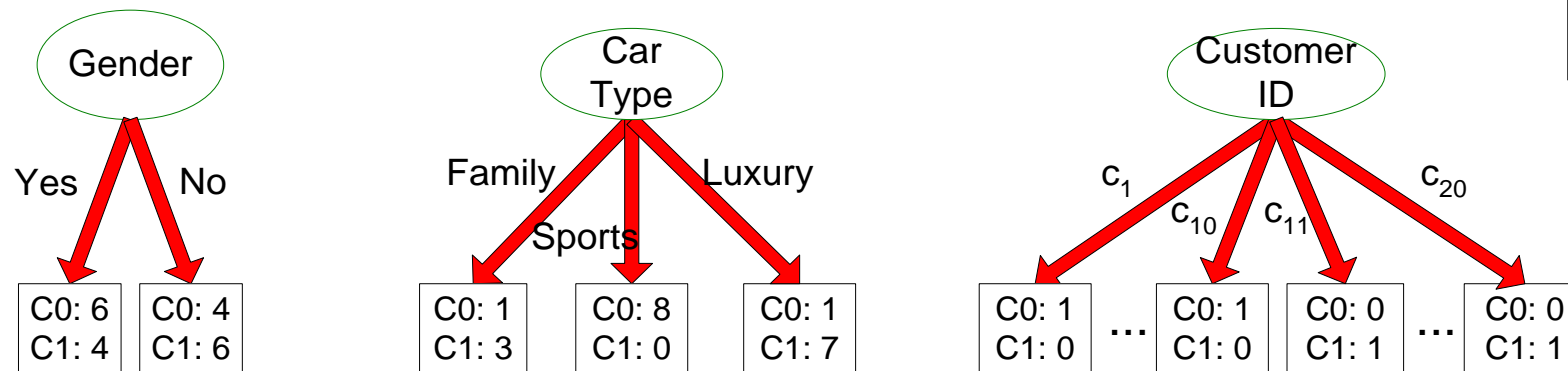 Gender
Yes
No
C0: 6
C1: 4
C0: 4
C1: 6
Car
Type
Family
Sports
Luxury
C0: 1
C1: 3
C0: 8
C1: 0
C0: 1
C1: 7
Customer
ID
c1
c10
c11
c20
C0: 1
C1: 0
...
C0: 1
C1: 0
C0: 0
C1: 1
...
C0: 0
C1: 1